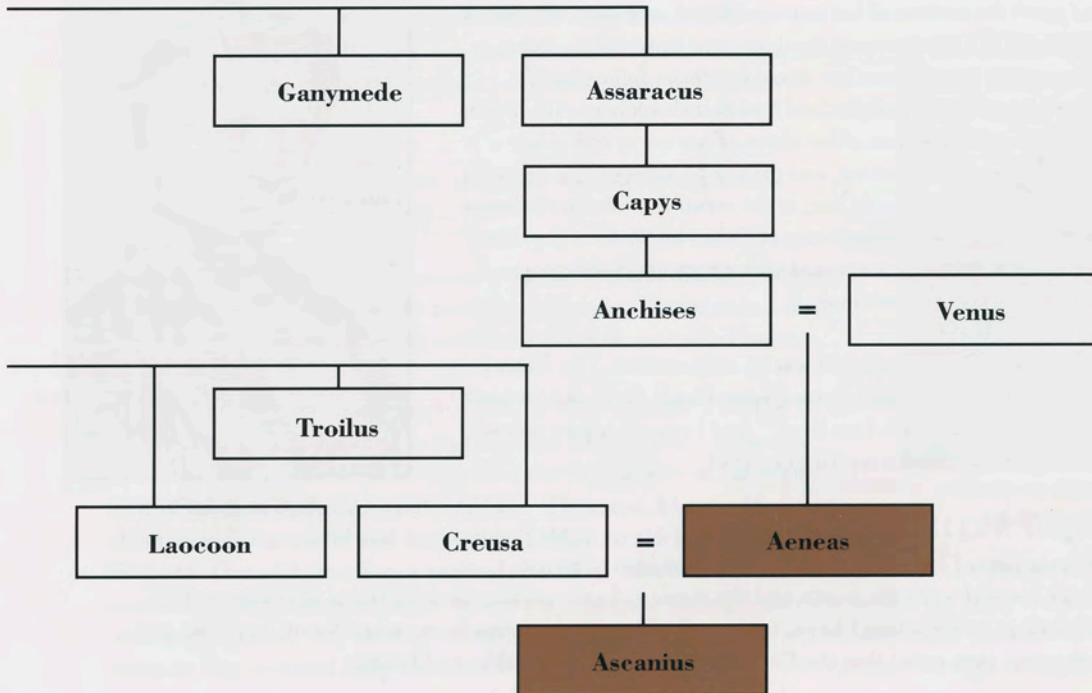 Ganymede
Assaracus
Capys
Anchises = Venus
Troilus
Laocoon
Creusa = Aeneas
Ascanius